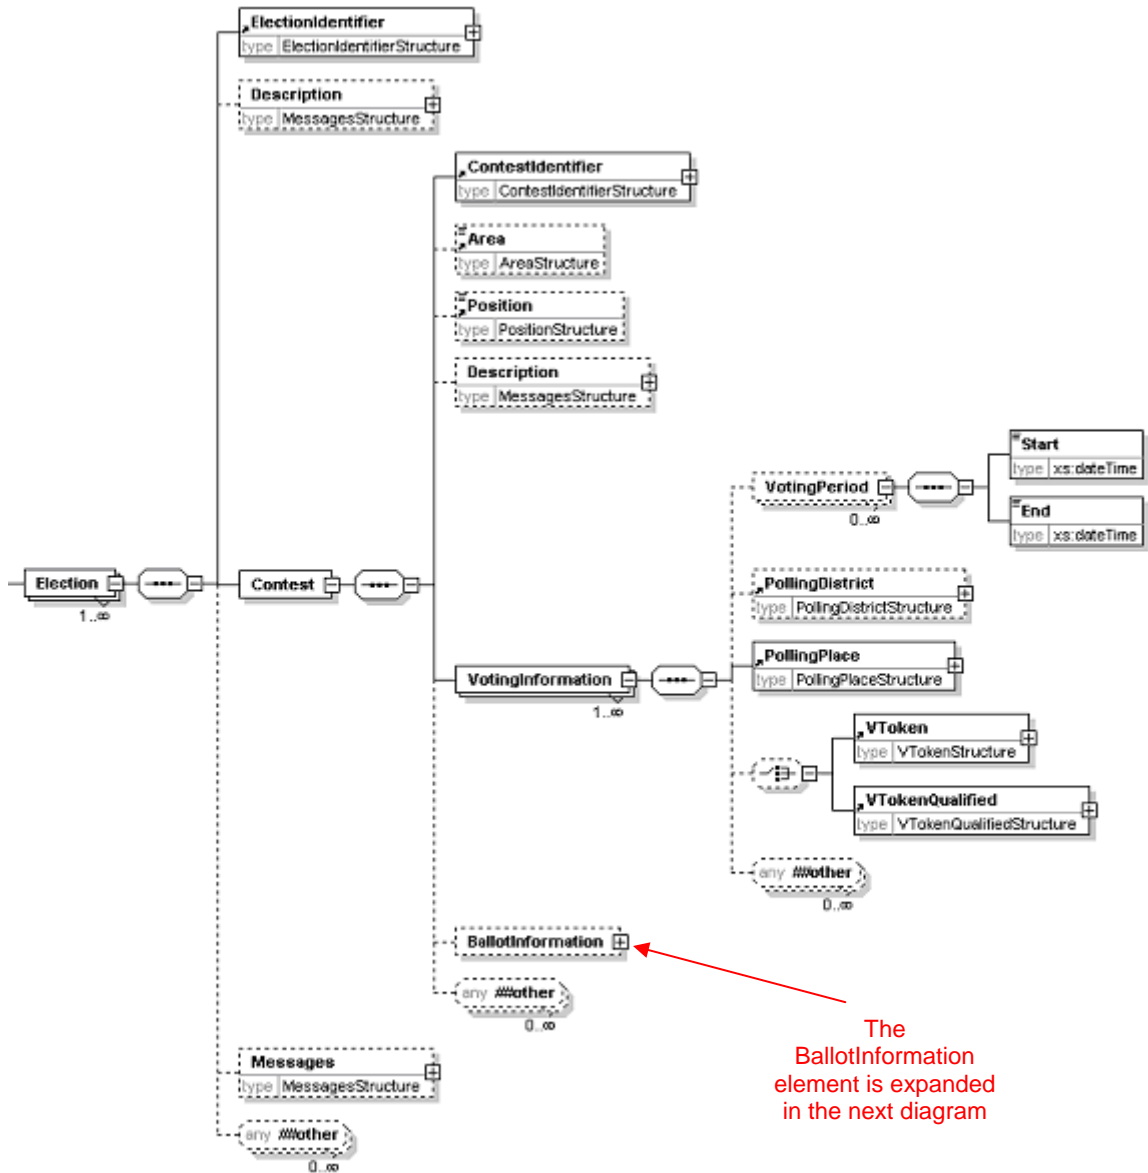 ElectionIdentifier
type ElectionIdentifierStructure
Description
type MessagesStructure
ContestIdentifier
type ContestIdentifierStructure
Area
type AreaStructure
Position
type PositionStructure
Description
type MessagesStructure
Start
type xs:dateTime
VotingPeriod
0..∞
End
type xs:dateTime
Election
1..∞
Contest
PollingDistrict
type PollingDistrictStructure
PollingPlace
type PollingPlaceStructure
VotingInformation
1..∞
VToken
type VTokenStructure
VTokenQualified
type VTokenQualifiedStructure
any ##other
0..∞
BallotInformation
any ##other
0..∞
The
BallotInformation
element is expanded
in the next diagram
Messages
type MessagesStructure
any ##other
0..∞